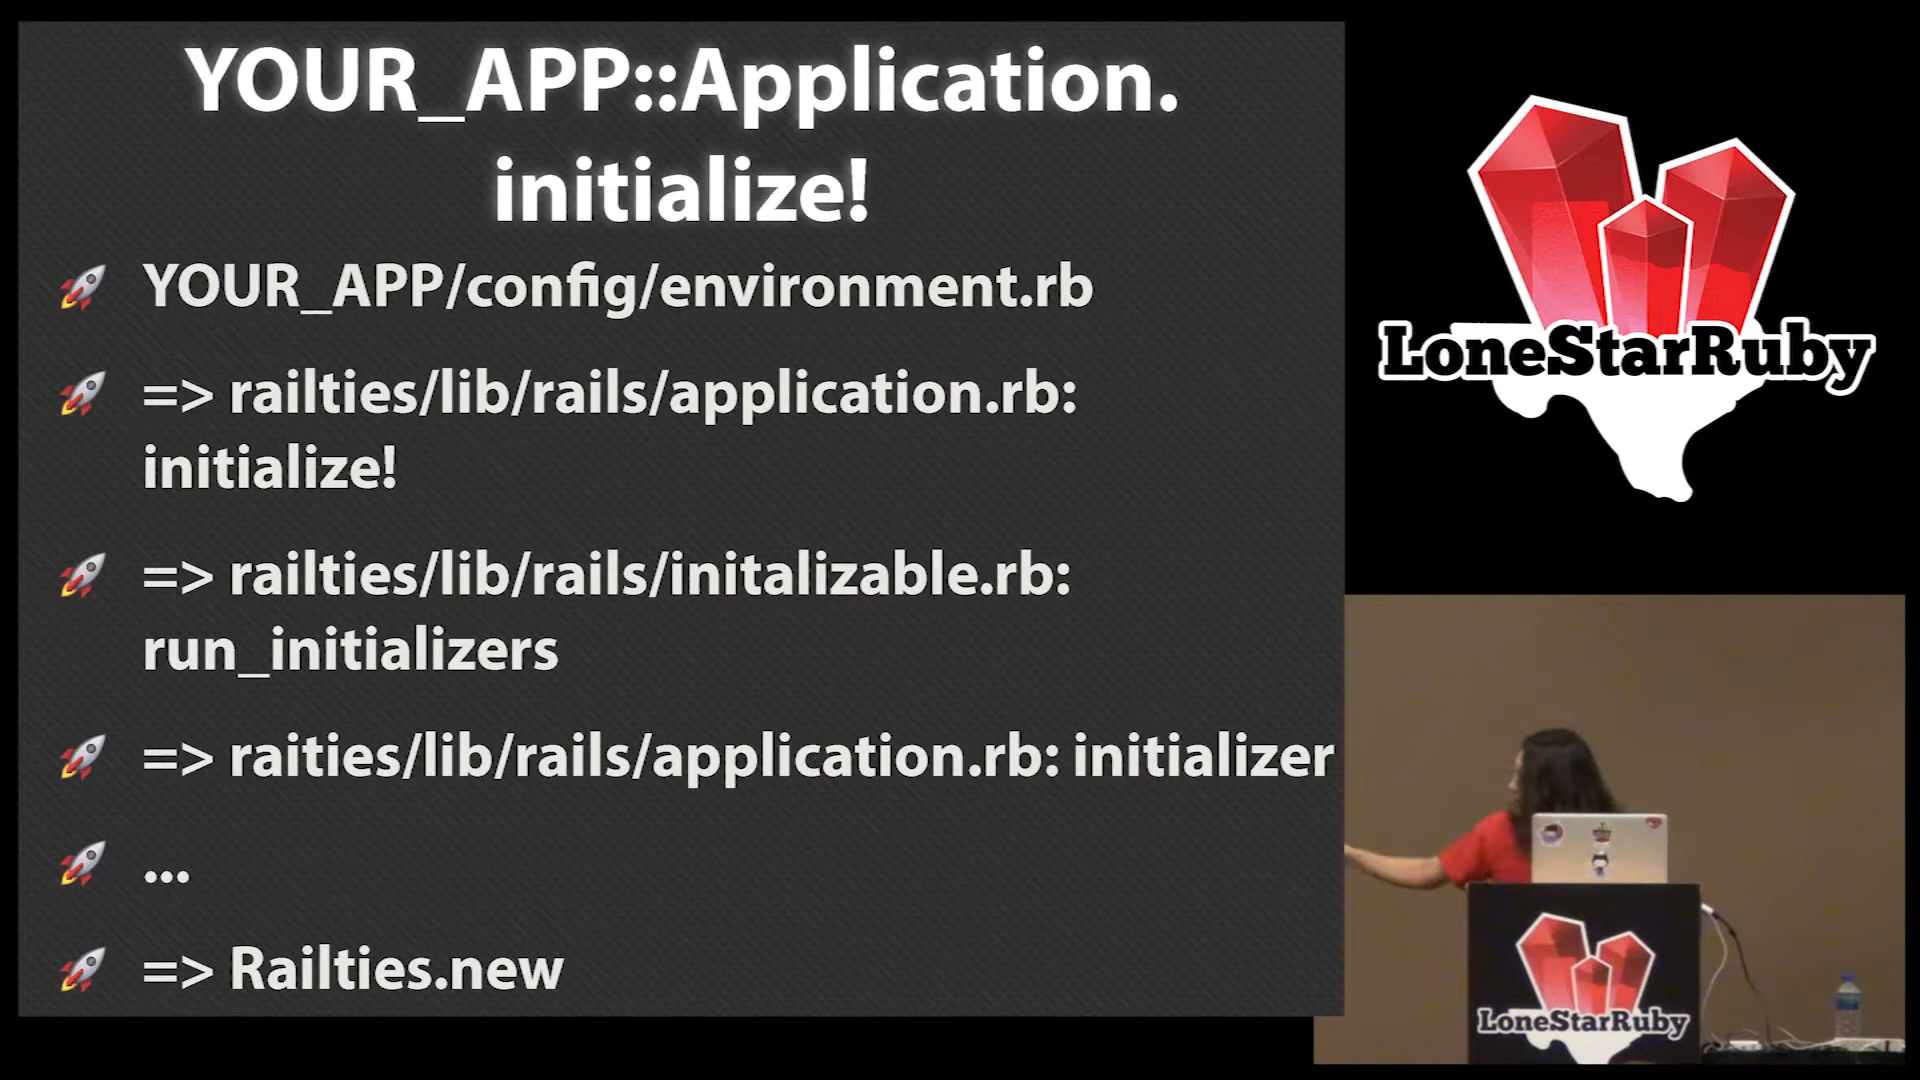 YOUR_APP::Application.
initialize!
YOUR_APP/config/environment.rb
=> railties/lib/rails/application.rb:
initialize!
=> railties/lib/rails/initalizable.rb:
run_initializers
=> raities/lib/rails/application.rb: initializer
...
=> Railties.new
LoneStarRuby
LoneStarRuby